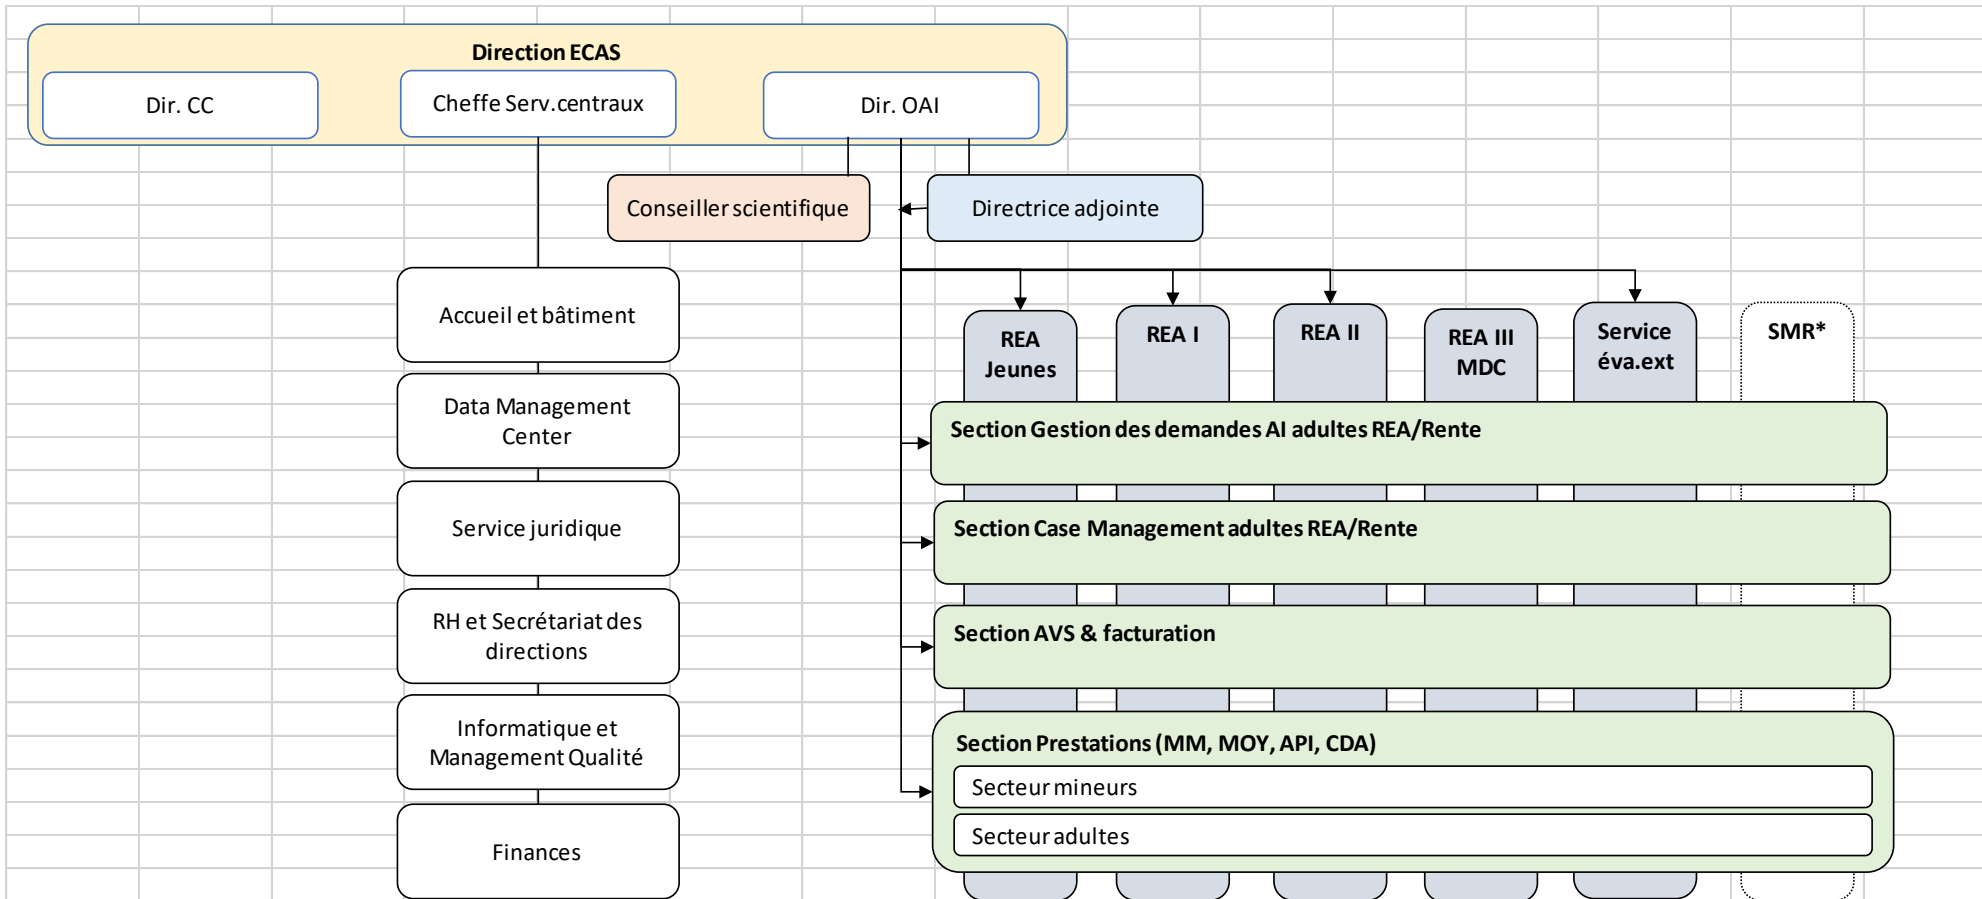 Direction ECAS
Dir. CC
Cheffe Serv.centraux
Dir. OAI
Conseiller scientifique
Directrice adjointe
Accueil et bâtiment
Data Management
Center
Service juridique
RH et Secrétariat des
directions
Informatique et
Management Qualité
Finances
REA
Jeunes
REA I
REA II
REA III
MDC
Service
éva.ext
SMR*
Section Gestion des demandes AI adultes REA/Rente
Section Case Management adultes REA/Rente
Section AVS & facturation
Section Prestations (MM, MOY, API, CDA)
Secteur mineurs
Secteur adultes